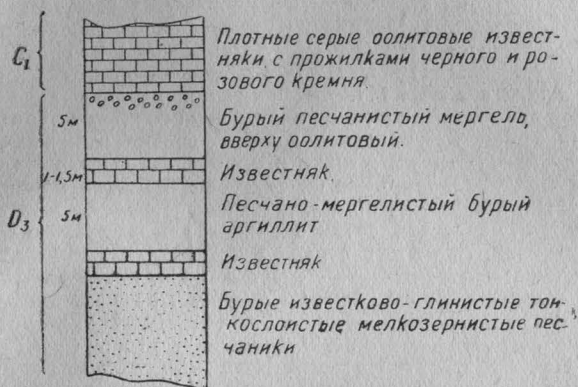 C₁
Плотные серые оолитовые извест-
няки с прожилками черного и ро-
зового кремня.
5м
Бурый песчанистый мергель,
вверху оолитовый.
1-1,5м
Известняк.
D₃
5м
Песчано-мергелистый бурый
аргиллит
Известняк
Бурые известково-глинистые тон-
кослоистые мелкозернистые пес-
чаники